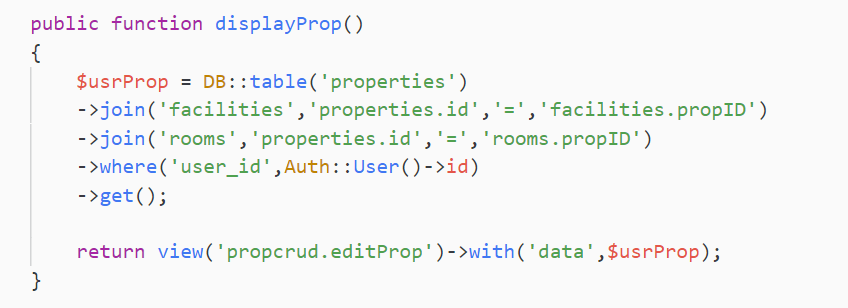 public function displayProp()
{
    $usrProp = DB::table('properties')
    ->join('facilities','properties.id','=','facilities.propID')
    ->join('rooms','properties.id','=','rooms.propID')
    ->where('user_id',Auth::User()->id)
    ->get();

    return view('propcrud.editProp')->with('data',$usrProp);
}